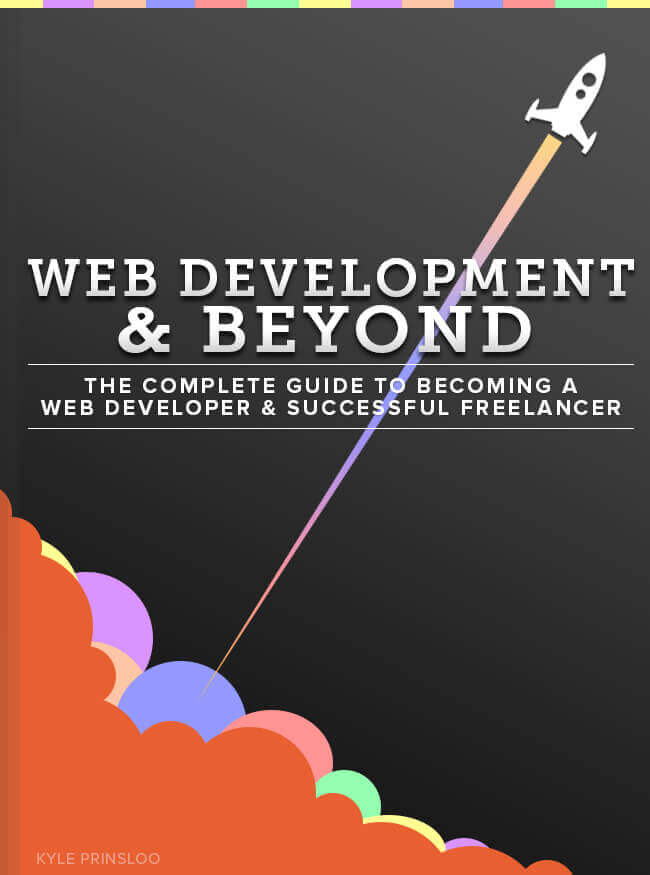 WEB DEVELOPMENT
& BEYOND
THE COMPLETE GUIDE TO BECOMING A
WEB DEVELOPER & SUCCESSFUL FREELANCER
KYLE PRINSLOO